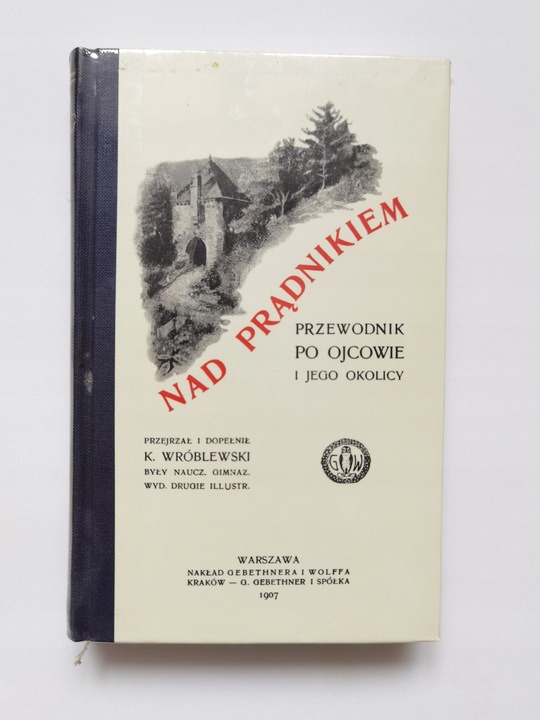 NAD PRĄDNIKIEM
PRZEWODNIK
PO OJCOWIE
I JEGO OKOLICY
PRZEJRZAŁ I DOPEŁNIŁ
K. WRÓBLEWSKI
BYŁY NAUCZ. GIMNAZ.
WYD. DRUGIE ILLUSTR.
G W
WARSZAWA
NAKŁAD GEBETHNERA I WOLFFA
KRAKÓW — G. GEBETHNER I SPÓŁKA
1907